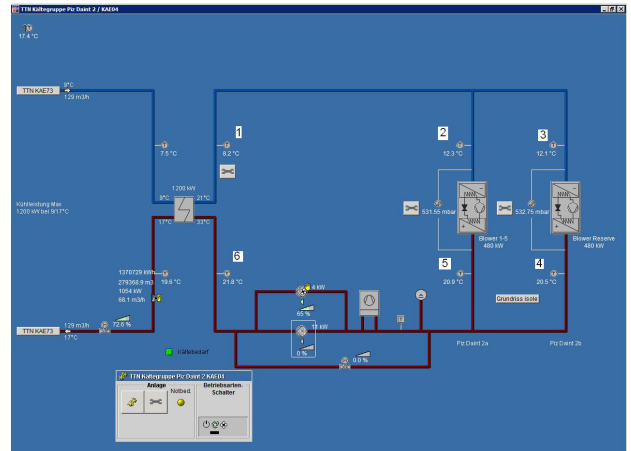 TTN Kältegruppe Piz Daint 2 / KAE04
17.4 °C
9°C
TTN KAE73
129 m3/h
1
2
3
7.5 °C
8.2 °C
12.3 °C
12.1 °C
1200 kW
9°C
21°C
17°C
33°C
Kühlleistung Max
1200 kW bei 9/17°C
531.55 mbar
532.75 mbar
Blower 1-5
480 kW
Blower Reserve
480 kW
6
5
4
1370729 kWh
279368.9 m3
1054 kW
68.1 m3/h
19.6 °C
21.8 °C
20.9 °C
20.5 °C
4 kW
65 %
Grundriss isole
TTN KAE73
129 m3/h
17°C
72.6 %
11 kW
0 %
0.0 %
Kältebedarf
Piz Daint 2a
Piz Daint 2b
TTN Kältegruppe Piz Daint 2 KAE04
Anlage
Notbed.
Betriebsarten-
Schalter